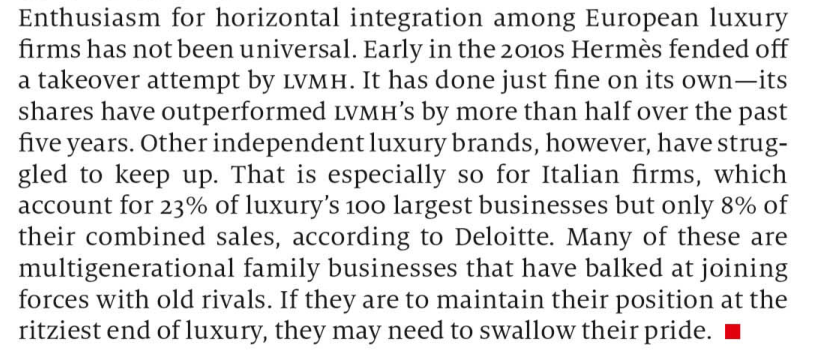 Enthusiasm for horizontal integration among European luxury
firms has not been universal. Early in the 2010s Hermès fended off
a takeover attempt by LVMH. It has done just fine on its own—its
shares have outperformed LVMH's by more than half over the past
five years. Other independent luxury brands, however, have strug-
gled to keep up. That is especially so for Italian firms, which
account for 23% of luxury's 100 largest businesses but only 8% of
their combined sales, according to Deloitte. Many of these are
multigenerational family businesses that have balked at joining
forces with old rivals. If they are to maintain their position at the
ritziest end of luxury, they may need to swallow their pride. ■